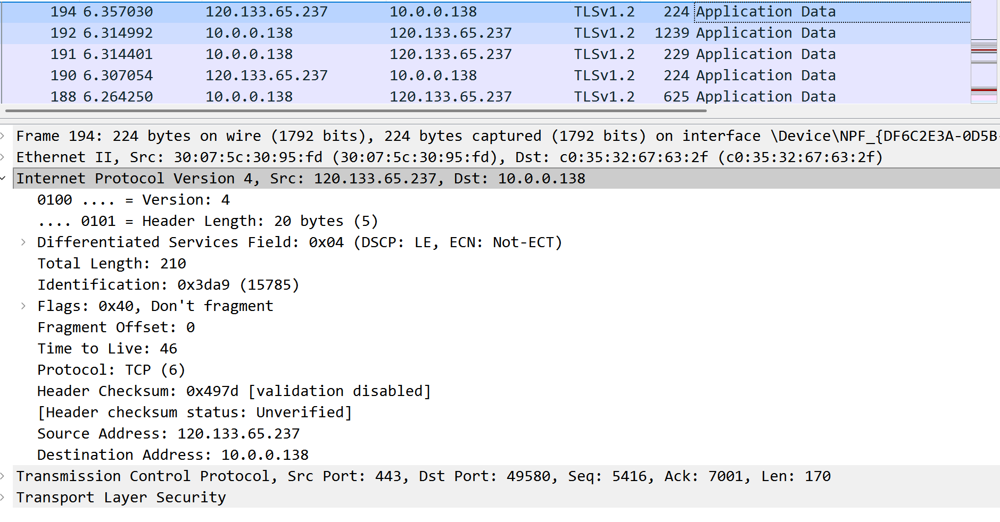 194 6.357030 120.133.65.237 10.0.0.138 TLSv1.2 224 Application Data
192 6.314992 10.0.0.138 120.133.65.237 TLSv1.2 1239 Application Data
191 6.314401 10.0.0.138 120.133.65.237 TLSv1.2 229 Application Data
190 6.307054 120.133.65.237 10.0.0.138 TLSv1.2 224 Application Data
188 6.264250 10.0.0.138 120.133.65.237 TLSv1.2 625 Application Data
Frame 194: 224 bytes on wire (1792 bits), 224 bytes captured (1792 bits) on interface \Device\NPF_{DF6C2E3A-0D5B-
Ethernet II, Src: 30:07:5c:30:95:fd (30:07:5c:30:95:fd), Dst: c0:35:32:67:63:2f (c0:35:32:67:63:2f)
Internet Protocol Version 4, Src: 120.133.65.237, Dst: 10.0.0.138
0100 .... = Version: 4
.... 0101 = Header Length: 20 bytes (5)
Differentiated Services Field: 0x04 (DSCP: LE, ECN: Not-ECT)
Total Length: 210
Identification: 0x3da9 (15785)
Flags: 0x40, Don't fragment
Fragment Offset: 0
Time to Live: 46
Protocol: TCP (6)
Header Checksum: 0x497d [validation disabled]
[Header checksum status: Unverified]
Source Address: 120.133.65.237
Destination Address: 10.0.0.138
Transmission Control Protocol, Src Port: 443, Dst Port: 49580, Seq: 5416, Ack: 7001, Len: 170
Transport Layer Security